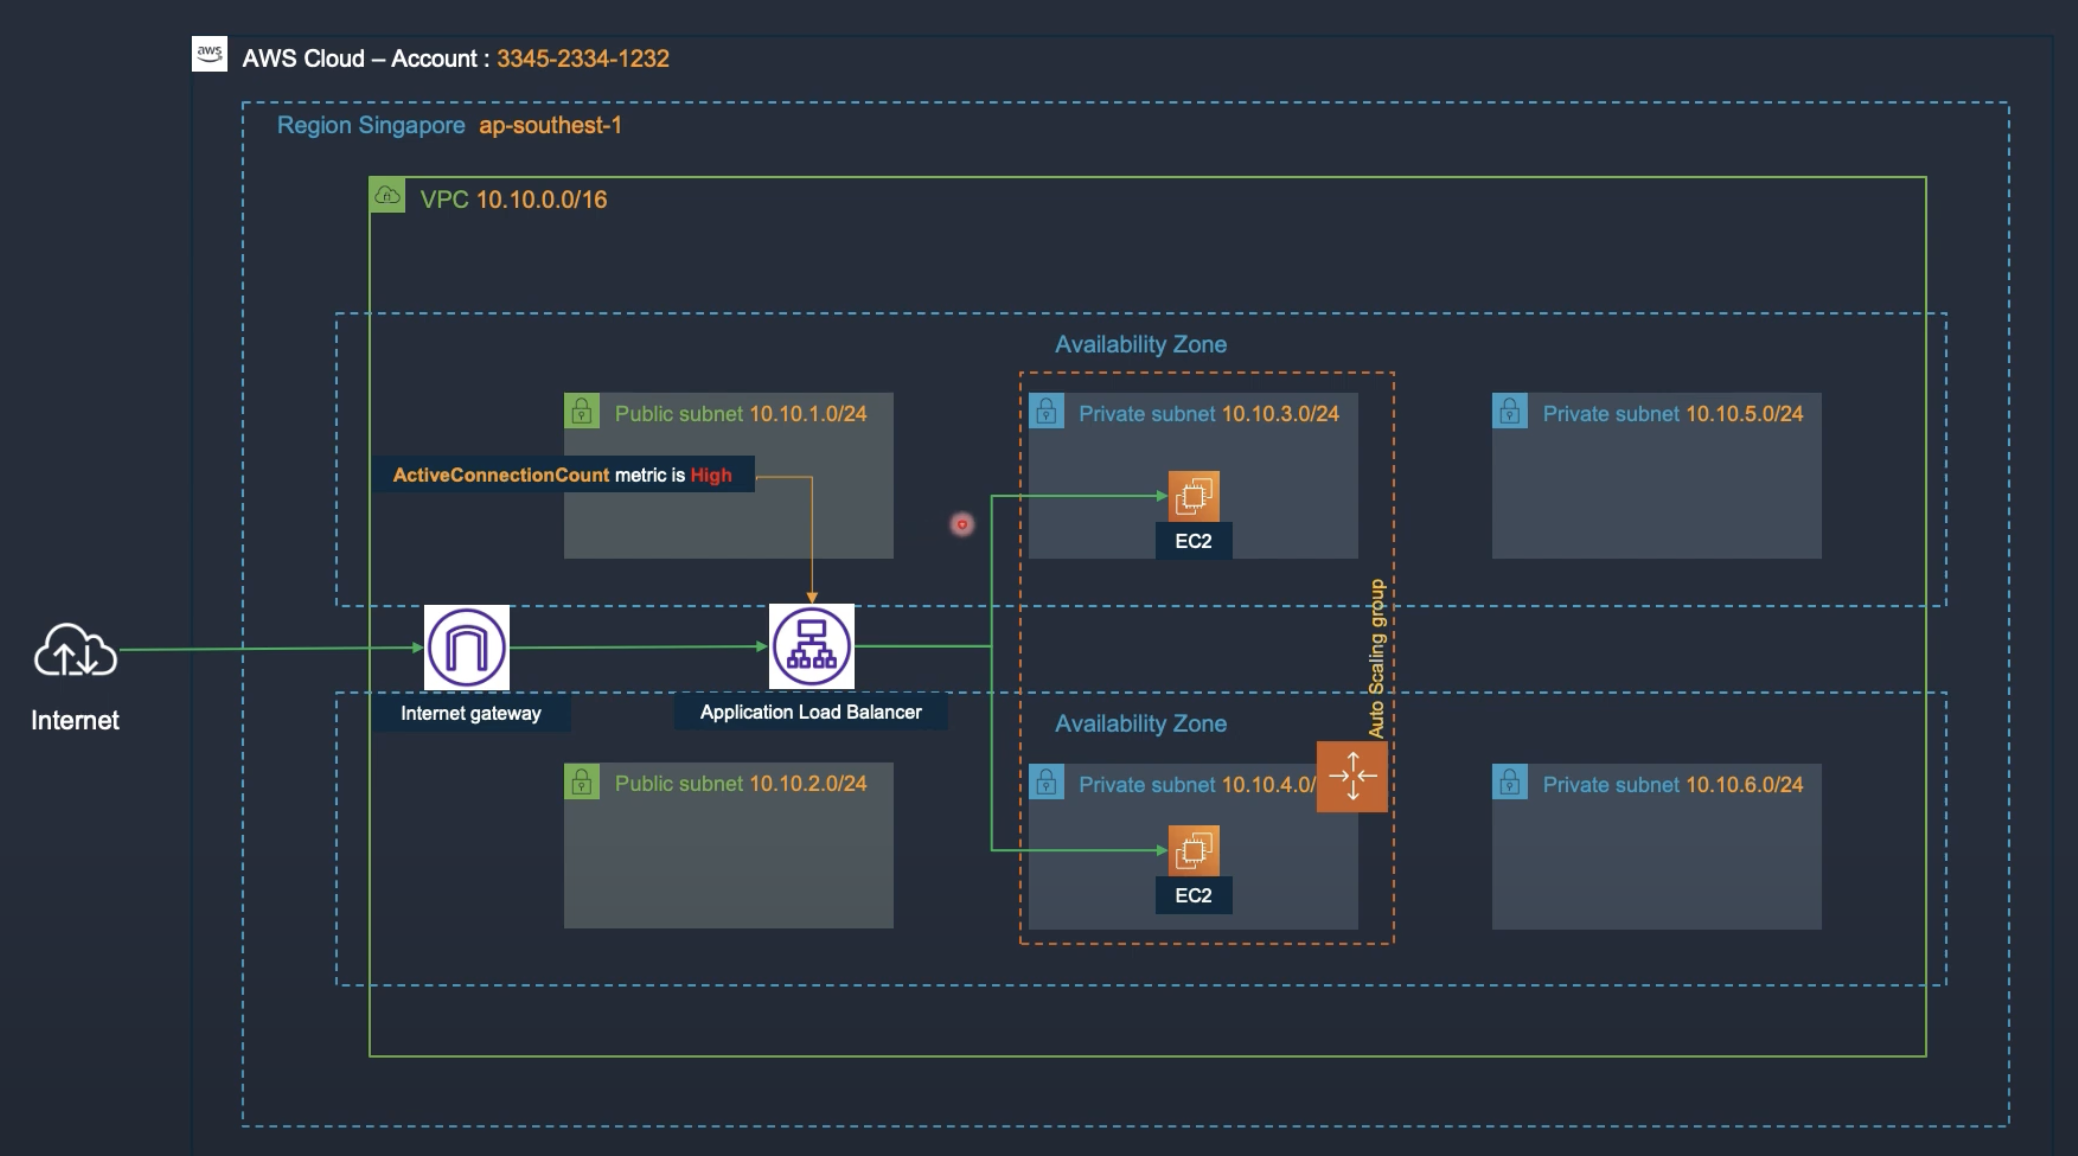 aws
AWS Cloud – Account : 3345-2334-1232
Region Singapore ap-southest-1
VPC 10.10.0.0/16
Availability Zone
Public subnet 10.10.1.0/24
Private subnet 10.10.3.0/24
Private subnet 10.10.5.0/24
ActiveConnectionCount metric is High
EC2
Auto Scaling group
Internet
Internet gateway
Application Load Balancer
Availability Zone
Public subnet 10.10.2.0/24
Private subnet 10.10.4.0/
Private subnet 10.10.6.0/24
EC2